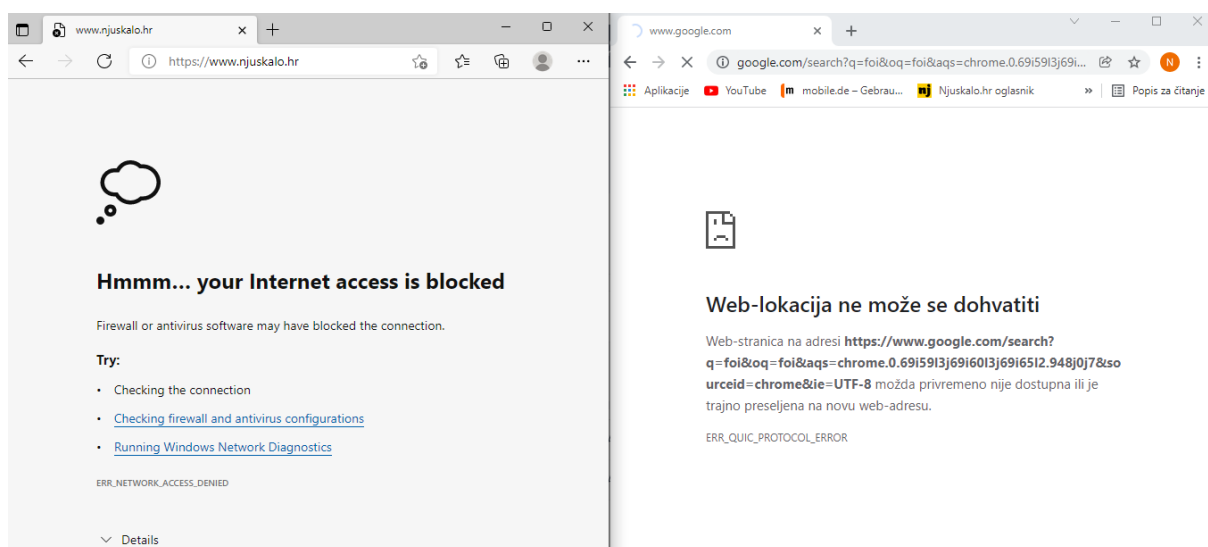 www.njuskalo.hr
https://www.njuskalo.hr
Hmmm... your Internet access is blocked
Firewall or antivirus software may have blocked the connection.
Try:
• Checking the connection
• Checking firewall and antivirus configurations
• Running Windows Network Diagnostics
ERR_NETWORK_ACCESS_DENIED
Details
www.google.com
google.com/search?q=foi&oq=foi&aqs=chrome.0.69i59l3j69i...
N
Aplikacije
YouTube
m mobile.de – Gebrau...
nj Njuskalo.hr oglasnik
»
Popis za čitanje
Web-lokacija ne može se dohvatiti
Web-stranica na adresi https://www.google.com/search?
q=foi&oq=foi&aqs=chrome.0.69i59l3j69i60l3j69i65l2.948j0j7&so
urceid=chrome&ie=UTF-8 možda privremeno nije dostupna ili je
trajno preseljena na novu web-adresu.
ERR_QUIC_PROTOCOL_ERROR